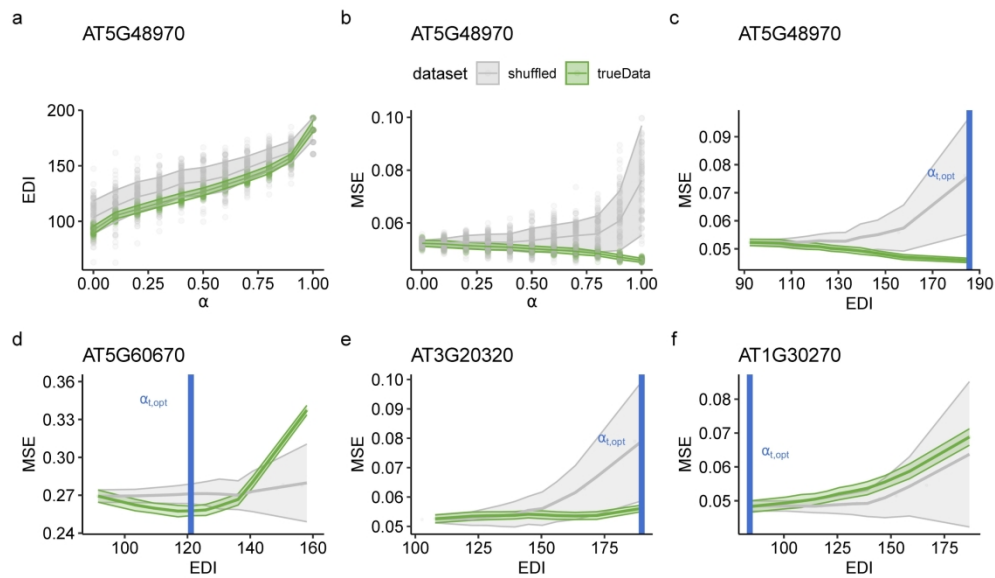 a
AT5G48970
EDI
200
150
100
0.00 0.25 0.50 0.75 1.00
α
b
AT5G48970
dataset shuffled trueData
MSE
0.10
0.08
0.06
0.00 0.25 0.50 0.75 1.00
α
c
AT5G48970
MSE
0.09
0.08
0.07
0.06
0.05
αt,opt
90 110 130 150 170 190
EDI
d
AT5G60670
MSE
0.36
0.33
0.30
0.27
0.24
αt,opt
100 120 140 160
EDI
e
AT3G20320
MSE
0.10
0.09
0.08
0.07
0.06
0.05
αt,opt
100 125 150 175
EDI
f
AT1G30270
MSE
0.08
0.07
0.06
0.05
αt,opt
100 125 150 175
EDI